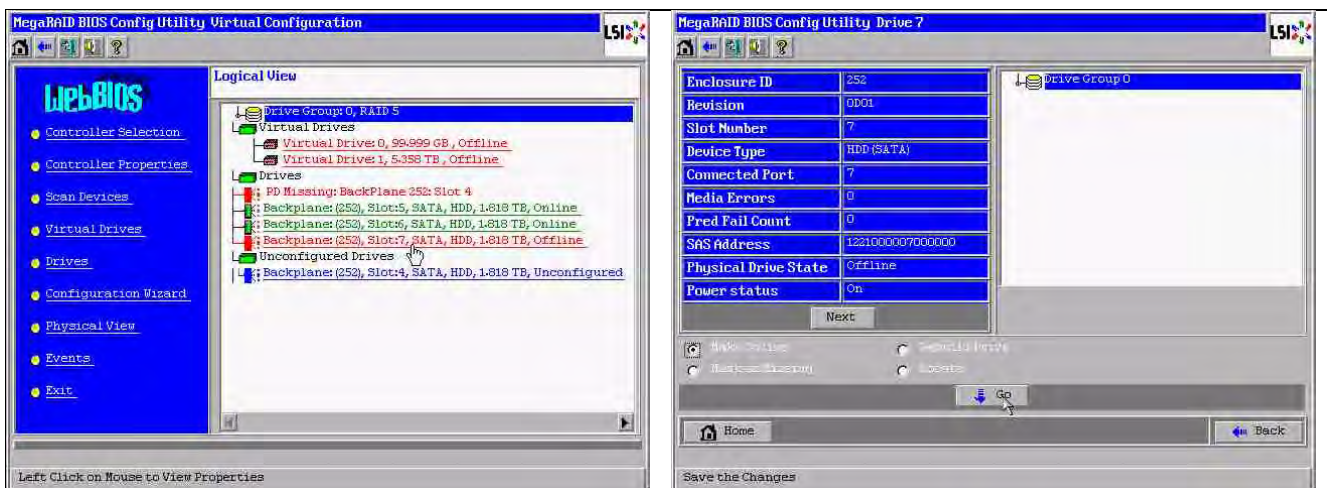 MegaRAID BIOS Config Utility Virtual Configuration
LSI
WebBIOS
Controller Selection
Controller Properties
Scan Devices
Virtual Drives
Drives
Configuration Wizard
Physical View
Events
Exit
Logical View
Drive Group: 0, RAID 5
Virtual Drives
Virtual Drive: 0, 99.999 GB, Offline
Virtual Drive: 1, 5.358 TB, Offline
Drives
PD Missing: BackPlane 252: Slot 4
Backplane: (252), Slot:5, SATA, HDD, 1.818 TB, Online
Backplane: (252), Slot:6, SATA, HDD, 1.818 TB, Online
Backplane: (252), Slot:7, SATA, HDD, 1.818 TB, Offline
Unconfigured Drives
Backplane: (252), Slot:4, SATA, HDD, 1.818 TB, Unconfigured
Left Click on Mouse to View Properties
MegaRAID BIOS Config Utility Drive 7
LSI
Enclosure ID 252
Revision 0D01
Slot Number 7
Device Type HDD (SATA)
Connected Port 7
Media Errors 0
Pred Fail Count 0
SAS Address 1221000007000000
Physical Drive State Offline
Power status On
Next
Drive Group 0
Make Online Rebuild Drive
Locate
Go
Home Back
Save the Changes